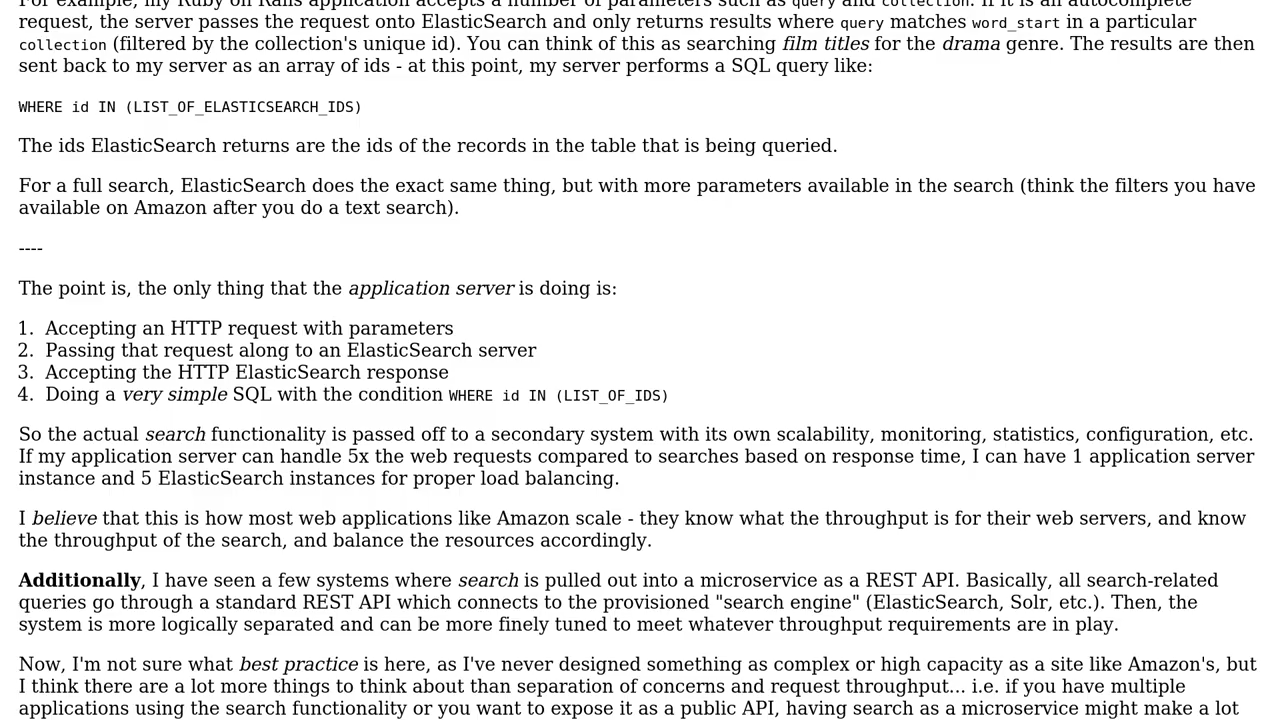 For example, my Ruby on Rails application accepts a number of parameters such as query and collection. If it is an autocomplete
request, the server passes the request onto ElasticSearch and only returns results where query matches word_start in a particular
collection (filtered by the collection's unique id). You can think of this as searching film titles for the drama genre. The results are then
sent back to my server as an array of ids - at this point, my server performs a SQL query like:
WHERE id IN (LIST_OF_ELASTICSEARCH_IDS)
The ids ElasticSearch returns are the ids of the records in the table that is being queried.
For a full search, ElasticSearch does the exact same thing, but with more parameters available in the search (think the filters you have
available on Amazon after you do a text search).
----
The point is, the only thing that the application server is doing is:
1. Accepting an HTTP request with parameters
2. Passing that request along to an ElasticSearch server
3. Accepting the HTTP ElasticSearch response
4. Doing a very simple SQL with the condition WHERE id IN (LIST_OF_IDS)
So the actual search functionality is passed off to a secondary system with its own scalability, monitoring, statistics, configuration, etc.
If my application server can handle 5x the web requests compared to searches based on response time, I can have 1 application server
instance and 5 ElasticSearch instances for proper load balancing.
I believe that this is how most web applications like Amazon scale - they know what the throughput is for their web servers, and know
the throughput of the search, and balance the resources accordingly.
Additionally, I have seen a few systems where search is pulled out into a microservice as a REST API. Basically, all search-related
queries go through a standard REST API which connects to the provisioned "search engine" (ElasticSearch, Solr, etc.). Then, the
system is more logically separated and can be more finely tuned to meet whatever throughput requirements are in play.
Now, I'm not sure what best practice is here, as I've never designed something as complex or high capacity as a site like Amazon's, but
I think there are a lot more things to think about than separation of concerns and request throughput... i.e. if you have multiple
applications using the search functionality or you want to expose it as a public API, having search as a microservice might make a lot